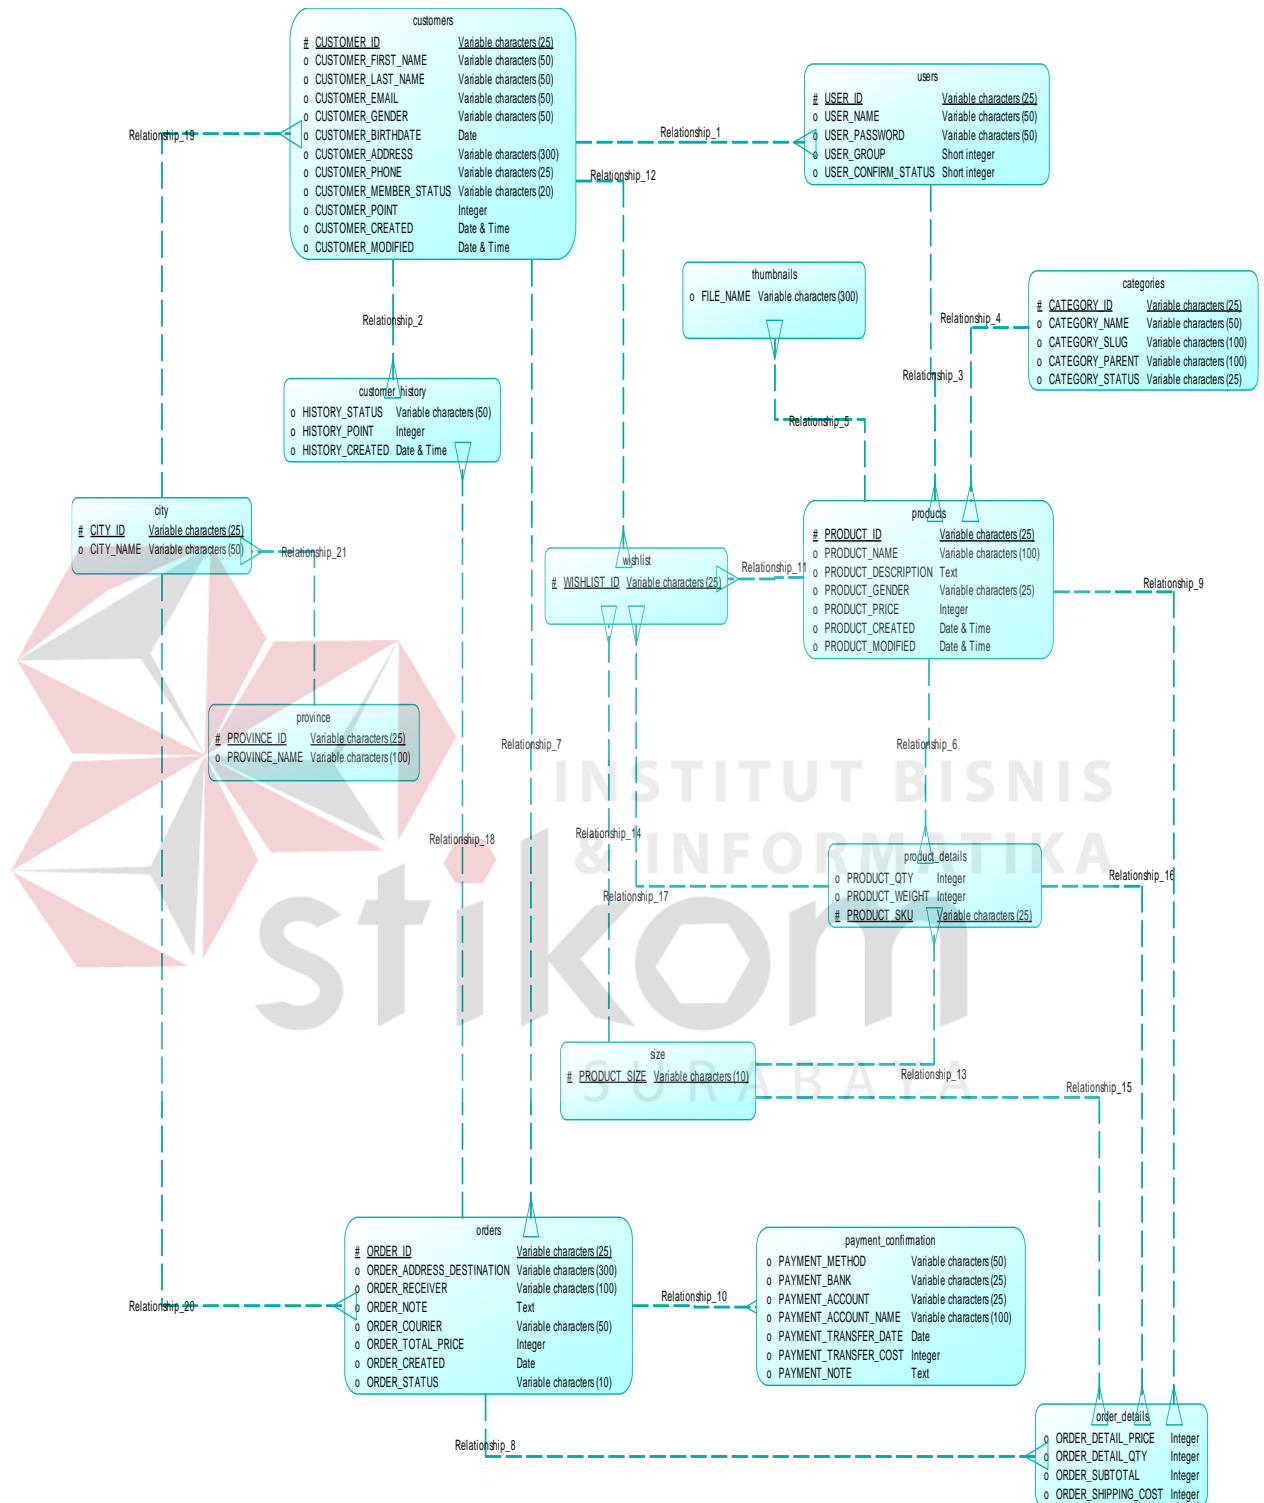 customers
# CUSTOMER_ID Variable characters (25)
o CUSTOMER_FIRST_NAME Variable characters (50)
o CUSTOMER_LAST_NAME Variable characters (50)
o CUSTOMER_EMAIL Variable characters (50)
o CUSTOMER_GENDER Variable characters (50)
o CUSTOMER_BIRTHDATE Date
o CUSTOMER_ADDRESS Variable characters (300)
o CUSTOMER_PHONE Variable characters (25)
o CUSTOMER_MEMBER_STATUS Variable characters (20)
o CUSTOMER_POINT Integer
o CUSTOMER_CREATED Date & Time
o CUSTOMER_MODIFIED Date & Time
users
# USER_ID Variable characters (25)
o USER_NAME Variable characters (50)
o USER_PASSWORD Variable characters (50)
o USER_GROUP Short integer
o USER_CONFIRM_STATUS Short integer
Relationship_19
Relationship_1
Relationship_12
thumbnails
o FILE_NAME Variable characters (300)
categories
# CATEGORY_ID Variable characters (25)
o CATEGORY_NAME Variable characters (50)
o CATEGORY_SLUG Variable characters (100)
o CATEGORY_PARENT Variable characters (100)
o CATEGORY_STATUS Variable characters (25)
Relationship_2
Relationship_4
Relationship_3
Relationship_5
customer_history
o HISTORY_STATUS Variable characters (50)
o HISTORY_POINT Integer
o HISTORY_CREATED Date & Time
city
# CITY_ID Variable characters (25)
o CITY_NAME Variable characters (50)
Relationship_21
products
# PRODUCT_ID Variable characters (25)
o PRODUCT_NAME Variable characters (100)
o PRODUCT_DESCRIPTION Text
o PRODUCT_GENDER Variable characters (25)
o PRODUCT_PRICE Integer
o PRODUCT_CREATED Date & Time
o PRODUCT_MODIFIED Date & Time
wishlist
# WISHLIST_ID Variable characters (25)
Relationship_11
Relationship_9
province
# PROVINCE_ID Variable characters (25)
o PROVINCE_NAME Variable characters (100)
Relationship_7
Relationship_6
INSTITUT BISNIS
& INFORMATIKA
stikom
SURABAYA
Relationship_18
Relationship_14
Relationship_17
Relationship_16
product_details
o PRODUCT_QTY Integer
o PRODUCT_WEIGHT Integer
# PRODUCT_SKU Variable characters (25)
size
# PRODUCT_SIZE Variable characters (10)
Relationship_13
Relationship_15
orders
# ORDER_ID Variable characters (25)
o ORDER_ADDRESS_DESTINATION Variable characters (300)
o ORDER_RECEIVER Variable characters (100)
o ORDER_NOTE Text
o ORDER_COURIER Variable characters (50)
o ORDER_TOTAL_PRICE Integer
o ORDER_CREATED Date
o ORDER_STATUS Variable characters (10)
Relationship_20
Relationship_10
payment_confirmation
o PAYMENT_METHOD Variable characters (50)
o PAYMENT_BANK Variable characters (25)
o PAYMENT_ACCOUNT Variable characters (25)
o PAYMENT_ACCOUNT_NAME Variable characters (100)
o PAYMENT_TRANSFER_DATE Date
o PAYMENT_TRANSFER_COST Integer
o PAYMENT_NOTE Text
Relationship_8
order_details
o ORDER_DETAIL_PRICE Integer
o ORDER_DETAIL_QTY Integer
o ORDER_SUBTOTAL Integer
o ORDER_SHIPPING_COST Integer